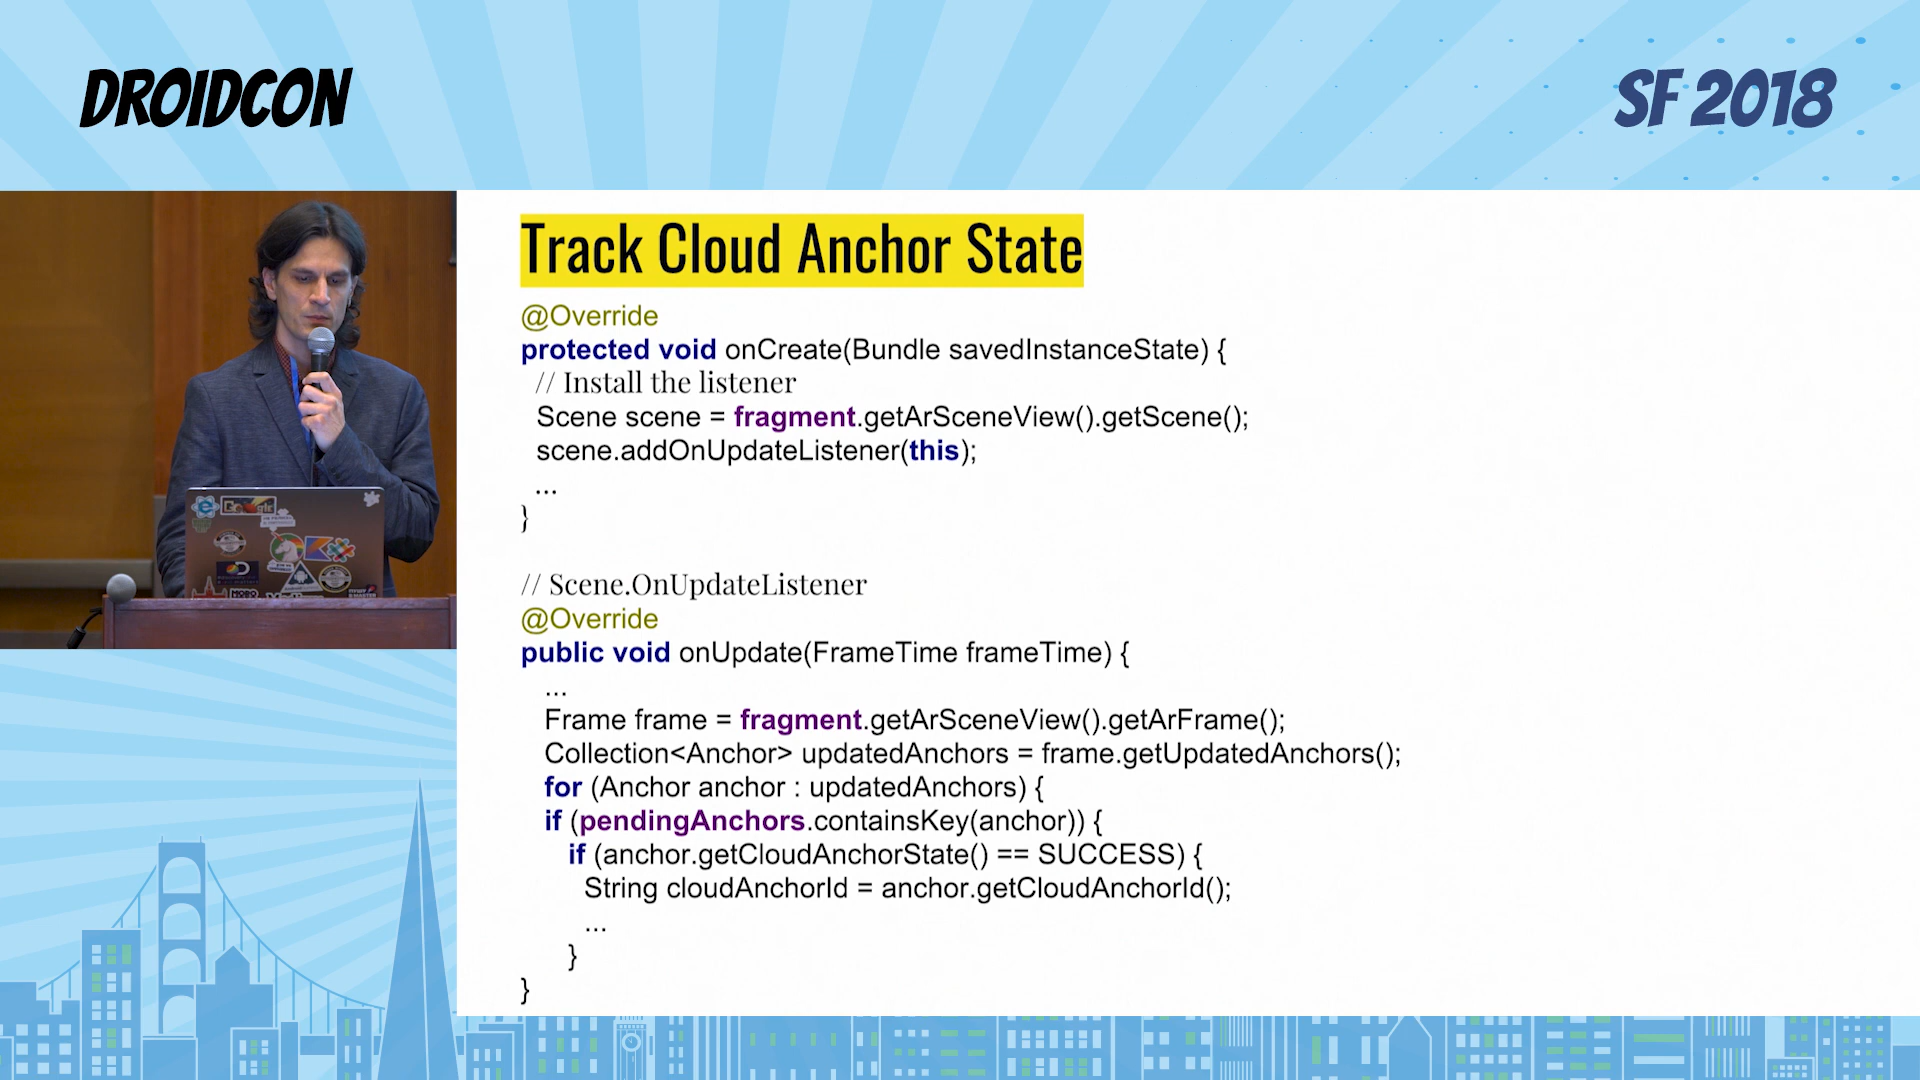 DROIDCON
SF 2018
Track Cloud Anchor State
@Override
protected void onCreate(Bundle savedInstanceState) {
// Install the listener
Scene scene = fragment.getArSceneView().getScene();
scene.addOnUpdateListener(this);
...
}
// Scene.OnUpdateListener
@Override
public void onUpdate(FrameTime frameTime) {
...
Frame frame = fragment.getArSceneView().getArFrame();
Collection<Anchor> updatedAnchors = frame.getUpdatedAnchors();
for (Anchor anchor : updatedAnchors) {
if (pendingAnchors.containsKey(anchor)) {
if (anchor.getCloudAnchorState() == SUCCESS) {
String cloudAnchorId = anchor.getCloudAnchorId();
...
}
}
Google